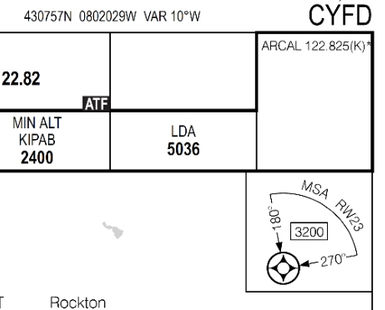 430757N 0802029W VAR 10°W
CYFD
ARCAL 122.825(K)*
22.82
ATF
MIN ALT
KIPAB
2400
LDA
5036
MSA RW23
180°
3200
270°
T Rockton